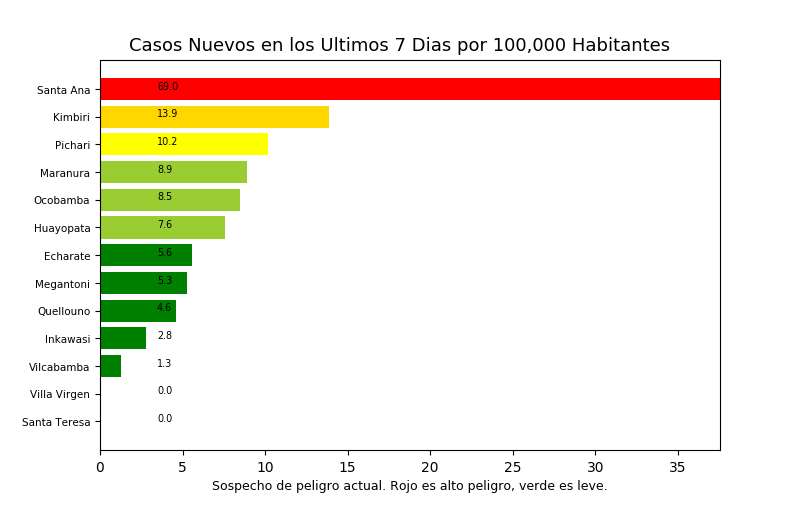 Casos Nuevos en los Ultimos 7 Dias por 100,000 Habitantes
Santa Ana 69.0
Kimbiri 13.9
Pichari 10.2
Maranura 8.9
Ocobamba 8.5
Huayopata 7.6
Echarate 5.6
Megantoni 5.3
Quellouno 4.6
Inkawasi 2.8
Vilcabamba 1.3
Villa Virgen 0.0
Santa Teresa 0.0
0 5 10 15 20 25 30 35
Sospecho de peligro actual. Rojo es alto peligro, verde es leve.